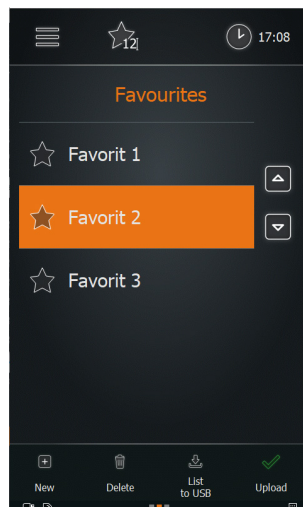 12
17:08
Favourites
Favorit 1
Favorit 2
Favorit 3
New
Delete
List
to USB
Upload